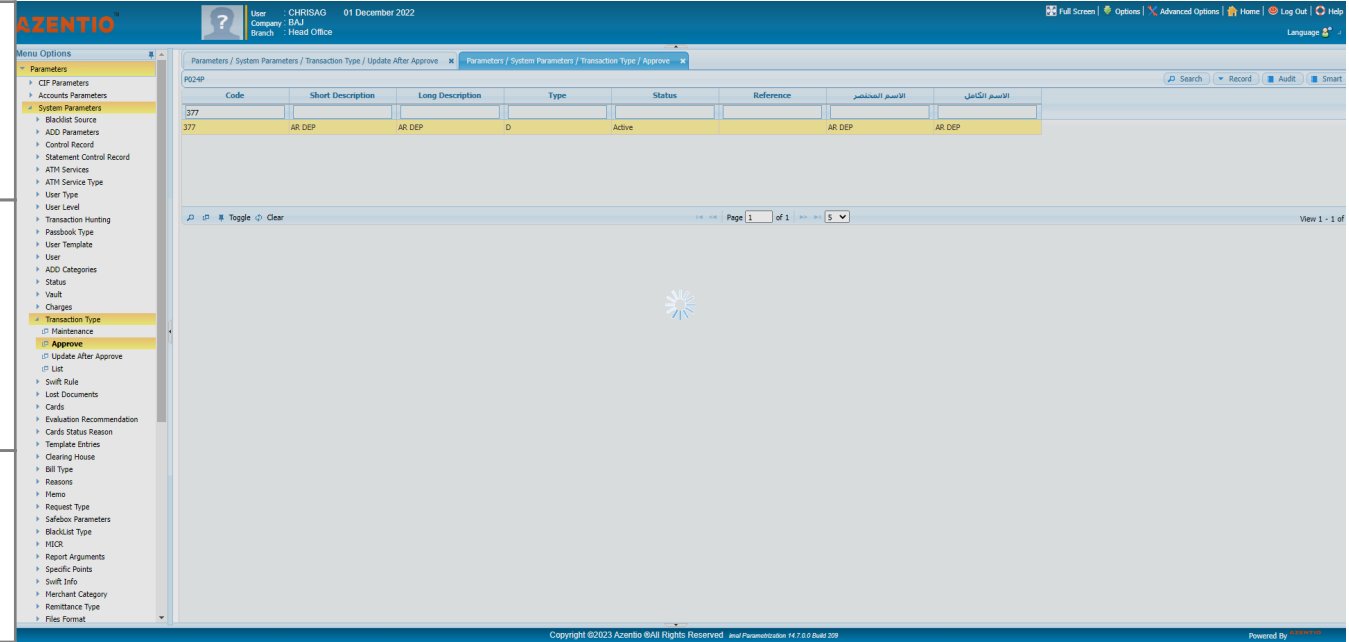 AZENTIO™
User : CHRISAG 01 December 2022
Company : BAJ
Branch : Head Office
Full Screen | Options | Advanced Options | Home | Log Out | Help
Language
Menu Options
Parameters
CIF Parameters
Accounts Parameters
System Parameters
Blacklist Source
ADD Parameters
Control Record
Statement Control Record
ATM Services
ATM Service Type
User Type
User Level
Transaction Hunting
Passbook Type
User Template
User
ADD Categories
Status
Vault
Charges
Transaction Type
Maintenance
Approve
Update After Approve
List
Swift Rule
Lost Documents
Cards
Evaluation Recommendation
Cards Status Reason
Template Entries
Clearing House
Bill Type
Reasons
Memo
Request Type
Safebox Parameters
BlackList Type
MICR
Report Arguments
Specific Points
Swift Info
Merchant Category
Remittance Type
Files Format
Parameters / System Parameters / Transaction Type / Update After Approve x Parameters / System Parameters / Transaction Type / Approve x
P024P Search Record Audit Smart
Code Short Description Long Description Type Status Reference الاسم المختصر الاسم الكامل
377
377 AR DEP AR DEP D Active AR DEP AR DEP
Toggle Clear Page 1 of 1 5 View 1 - 1 of
Copyright ©2023 Azentio ®All Rights Reserved imal Parametrization 14.7.0.0 Build 209 Powered By AZENTIO